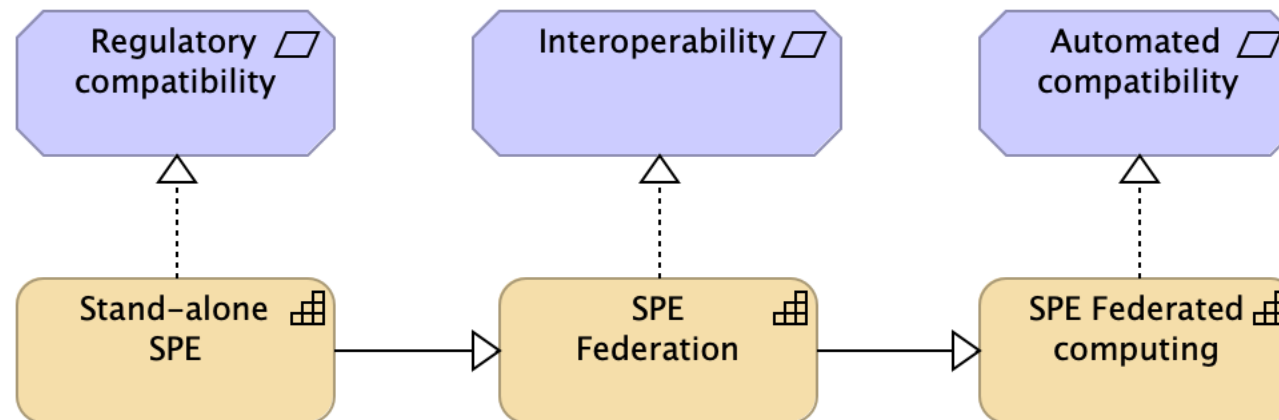 Regulatory
compatibility
Interoperability
Automated
compatibility
Stand-alone
SPE
SPE
Federation
SPE Federated
computing